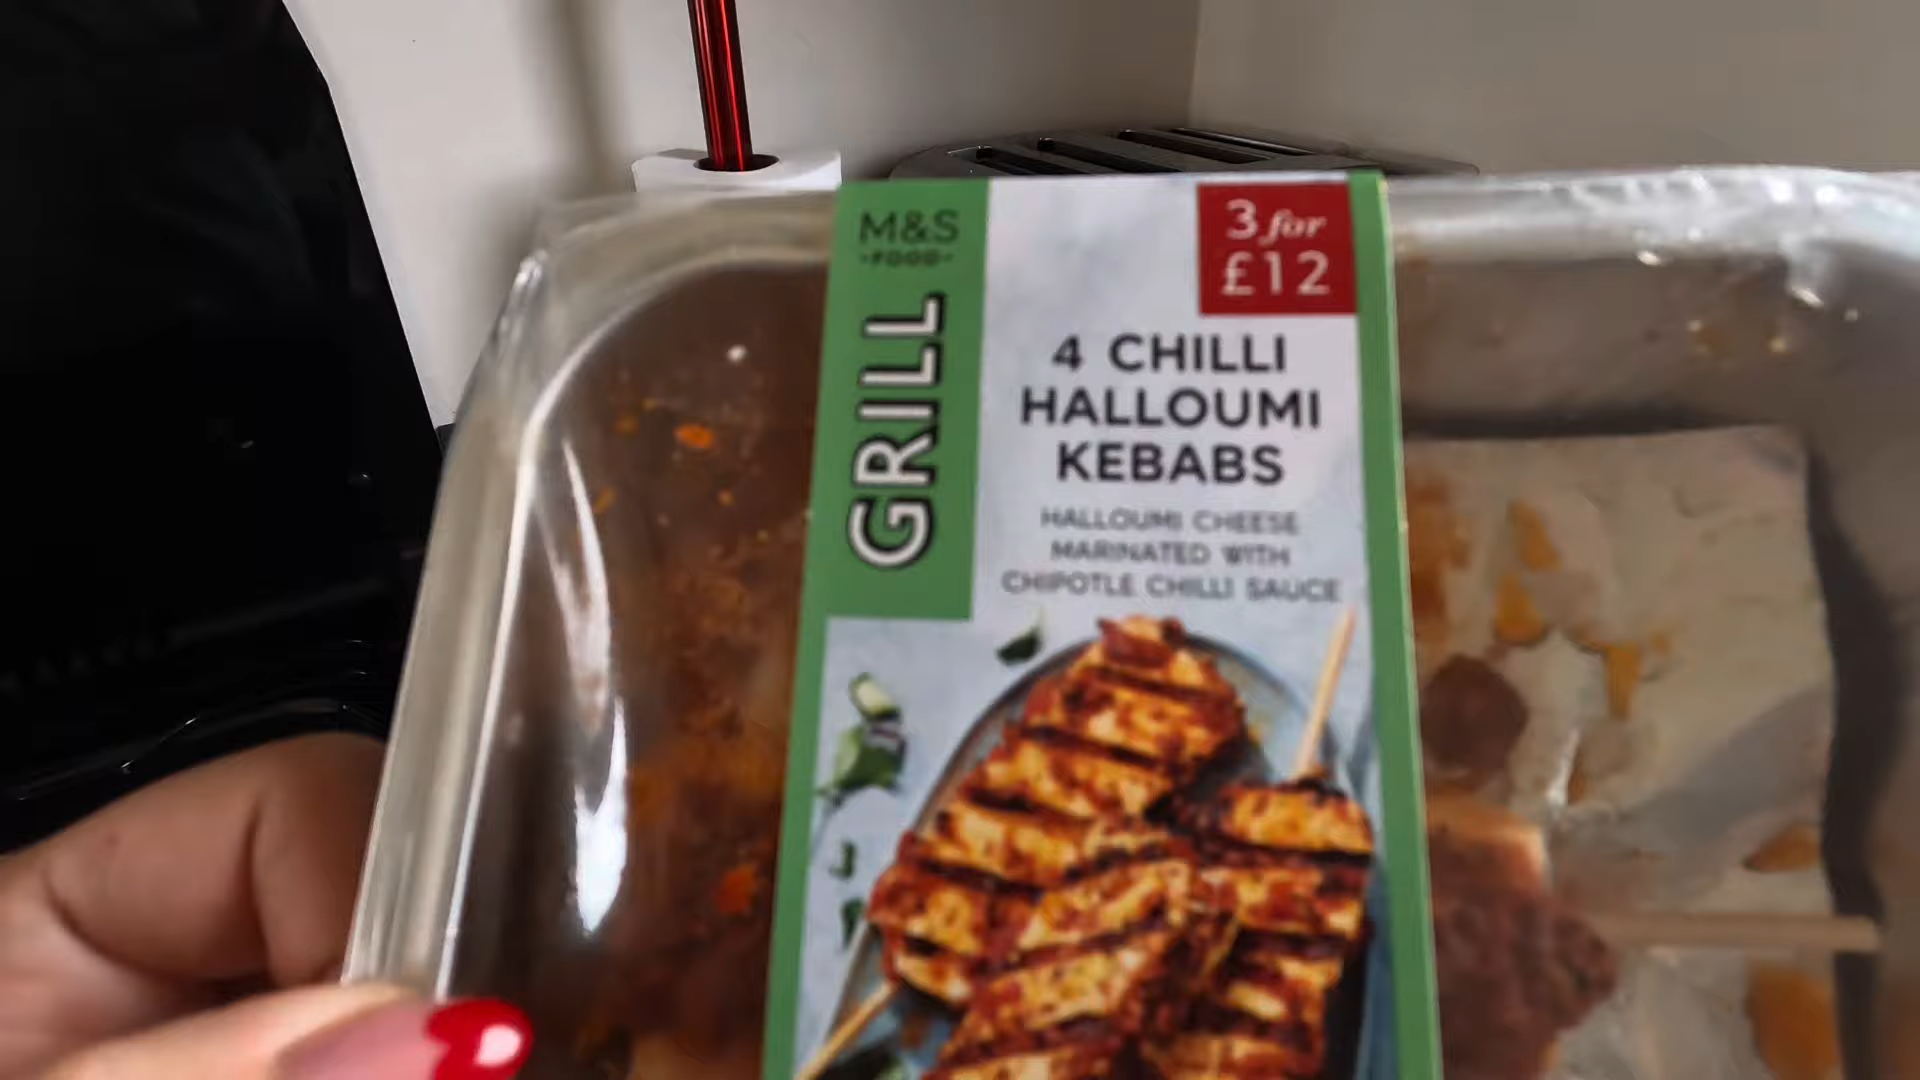 M&S
-FOOD-
GRILL
3 for
£12
4 CHILLI
HALLOUMI
KEBABS
HALLOUMI CHEESE
MARINATED WITH
CHIPOTLE CHILLI SAUCE